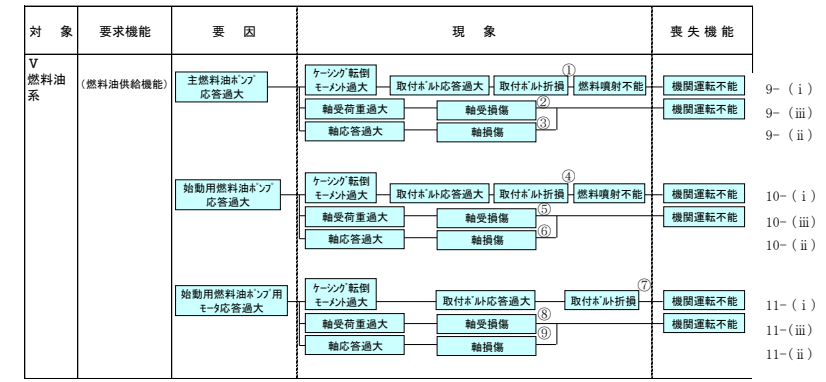 対　象　要求機能　要　因　現　象　喪失機能
Ⅴ
燃料油系
(燃料油供給機能)
主燃料油ポンプ応答過大
ケーシング転倒モーメント過大　取付ボルト応答過大　取付ボルト折損　①　燃料噴射不能　機関運転不能　9-（ⅰ）
軸受荷重過大　軸受損傷　②　機関運転不能　9-（ⅲ）
軸応答過大　軸損傷　③　9-（ⅱ）
始動用燃料油ポンプ応答過大
ケーシング転倒モーメント過大　取付ボルト応答過大　取付ボルト折損　④　燃料噴射不能　機関運転不能　10-（ⅰ）
軸受荷重過大　軸受損傷　⑤　機関運転不能　10-（ⅲ）
軸応答過大　軸損傷　⑥　10-（ⅱ）
始動用燃料油ポンプ用モータ応答過大
ケーシング転倒モーメント過大　取付ボルト応答過大　取付ボルト折損　⑦　機関運転不能　11-（ⅰ）
軸受荷重過大　軸受損傷　⑧　機関運転不能　11-（ⅲ）
軸応答過大　軸損傷　⑨　11-（ⅱ）